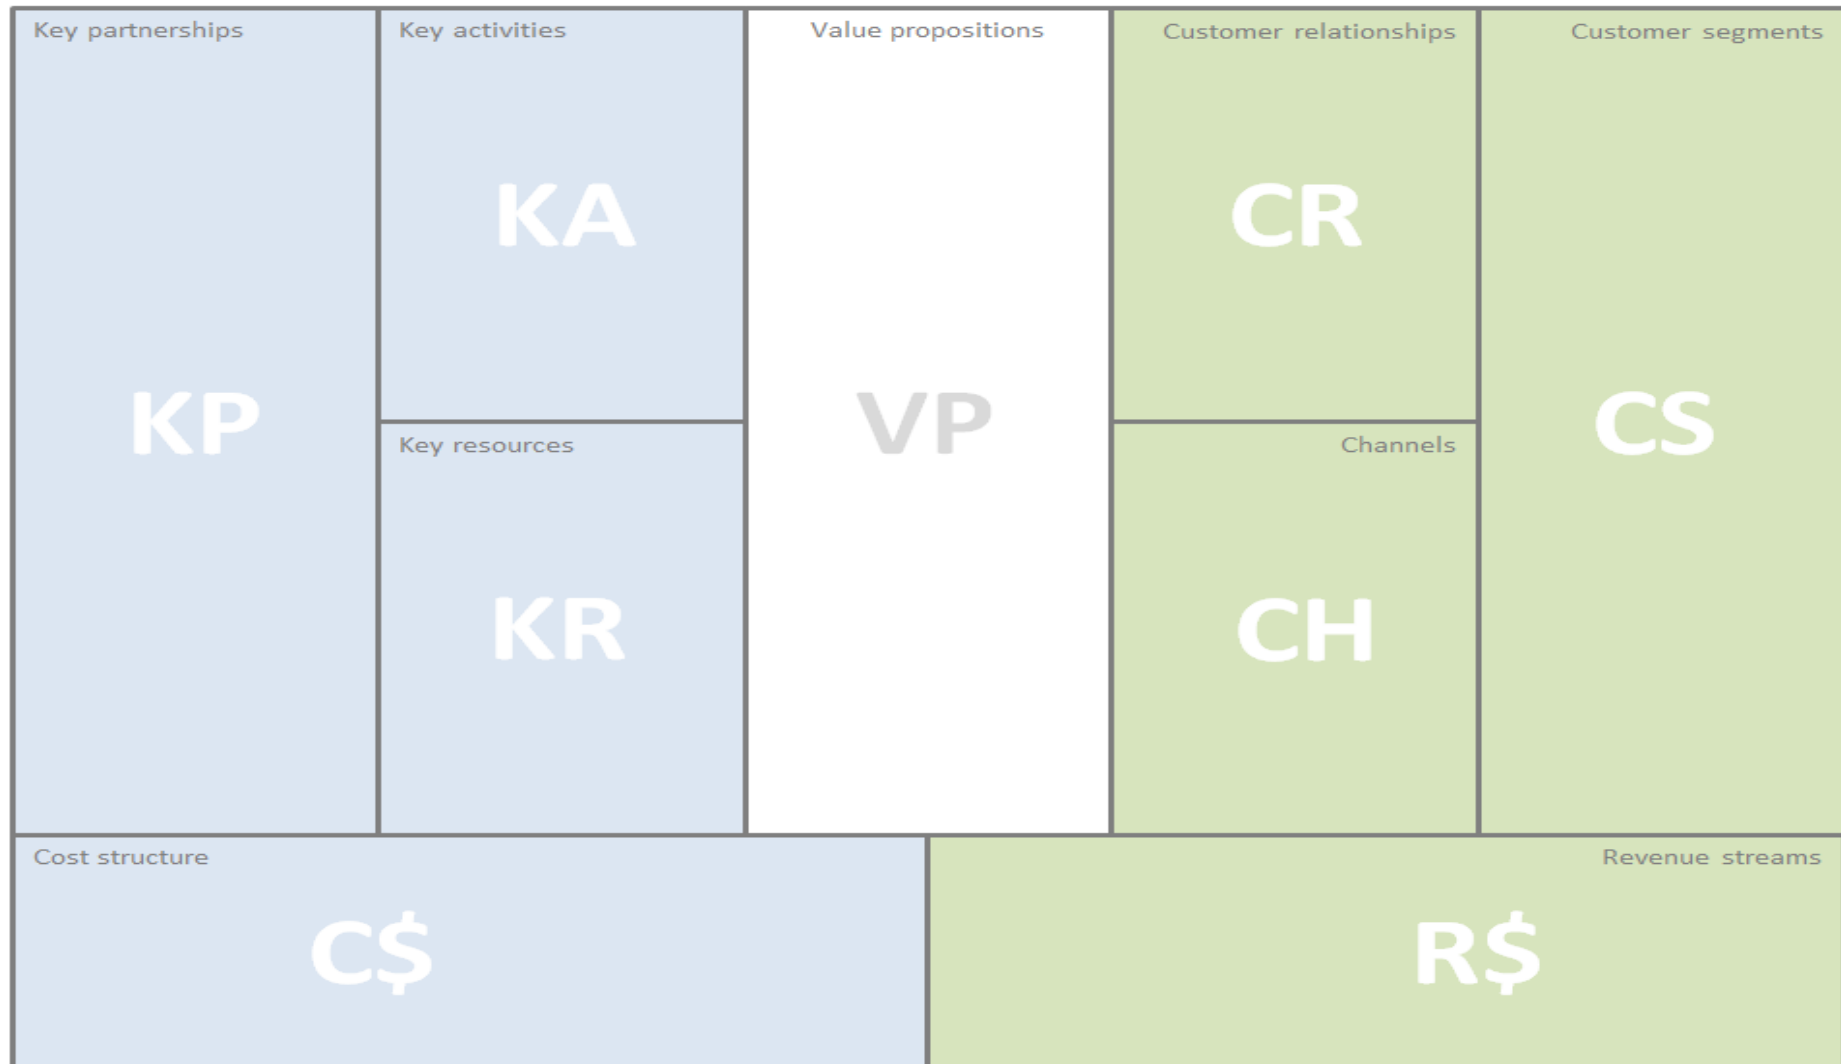 Key partnerships
KP
Key activities
KA
Key resources
KR
Value propositions
VP
Customer relationships
CR
Channels
CH
Customer segments
CS
Cost structure
C$
Revenue streams
R$